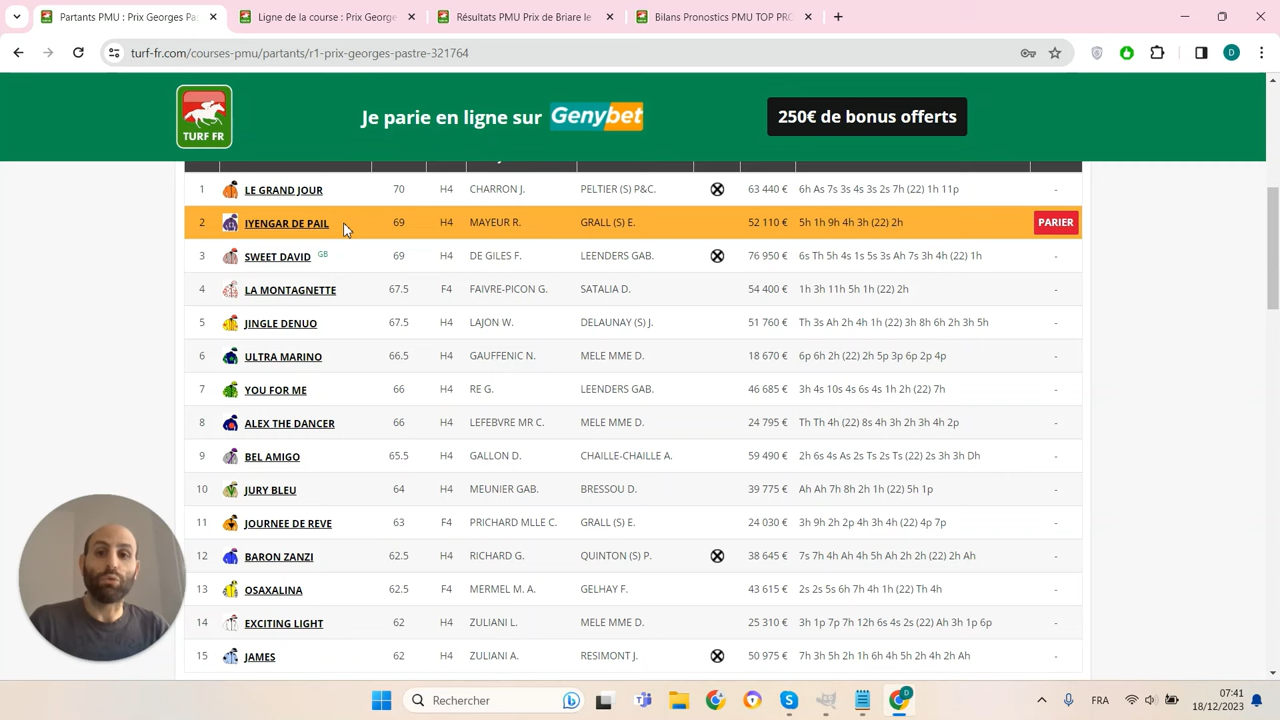 Partants PMU : Prix Georges Pa
Ligne de la course : Prix George
Résultats PMU Prix de Briare le
Bilans Pronostics PMU TOP PRO
turf-fr.com/courses-pmu/partants/r1-prix-georges-pastre-321764
TURF FR
Je parie en ligne sur Genybet
250€ de bonus offerts
1 LE GRAND JOUR 70 H4 CHARRON J. PELTIER (S) P&C. 63 440 € 6h As 7s 3s 4s 3s 2s 7h (22) 1h 11p -
2 IYENGAR DE PAIL 69 H4 MAYEUR R. GRALL (S) E. 52 110 € 5h 1h 9h 4h 3h (22) 2h PARIER
3 SWEET DAVID GB 69 H4 DE GILES F. LEENDERS GAB. 76 950 € 6s Th 5h 4s 1s 5s 3s Ah 7s 3h 4h (22) 1h -
4 LA MONTAGNETTE 67.5 F4 FAIVRE-PICON G. SATALIA D. 54 400 € 1h 3h 11h 5h 1h (22) 2h -
5 JINGLE DENUO 67.5 H4 LAJON W. DELAUNAY (S) J. 51 760 € Th 3s Ah 2h 4h 1h (22) 3h 8h 6h 2h 3h 5h -
6 ULTRA MARINO 66.5 H4 GAUFFENIC N. MELE MME D. 18 670 € 6p 6h 2h (22) 2h 5p 3p 6p 2p 4p -
7 YOU FOR ME 66 H4 RE G. LEENDERS GAB. 46 685 € 3h 4s 10s 4s 6s 4s 1h 2h (22) 7h -
8 ALEX THE DANCER 66 H4 LEFEBVRE MR C. MELE MME D. 24 795 € Th Th 4h (22) 8s 4h 3h 2h 3h 4h 2p -
9 BEL AMIGO 65.5 H4 GALLON D. CHAILLE-CHAILLE A. 59 490 € 2h 6s 4s As 2s Ts 2s Ts (22) 2s 3h 3h Dh -
10 JURY BLEU 64 H4 MEUNIER GAB. BRESSOU D. 39 775 € Ah Ah 7h 8h 2h 1h (22) 5h 1p -
11 JOURNEE DE REVE 63 F4 PRICHARD MLLE C. GRALL (S) E. 24 030 € 3h 9h 2h 2p 4h 3h 4h (22) 4p 7p -
12 BARON ZANZI 62.5 H4 RICHARD G. QUINTON (S) P. 38 645 € 7s 7h 4h Ah 4h 5h Ah 2h 2h (22) 2h Ah -
13 OSAXALINA 62.5 F4 MERMEL M. A. GELHAY F. 43 615 € 2s 2s 5s 6h 7h 4h 1h (22) Th 4h -
14 EXCITING LIGHT 62 H4 ZULIANI L. MELE MME D. 25 310 € 3h 1p 7p 7h 12h 6s 4s 2s (22) Ah 3h 1p 6p -
15 JAMES 62 H4 ZULIANI A. RESIMONT J. 50 975 € 7h 3h 5h 2h 1h 6h 4h 5h 2h 4h 2h Ah -
Rechercher
FRA
07:41
18/12/2023